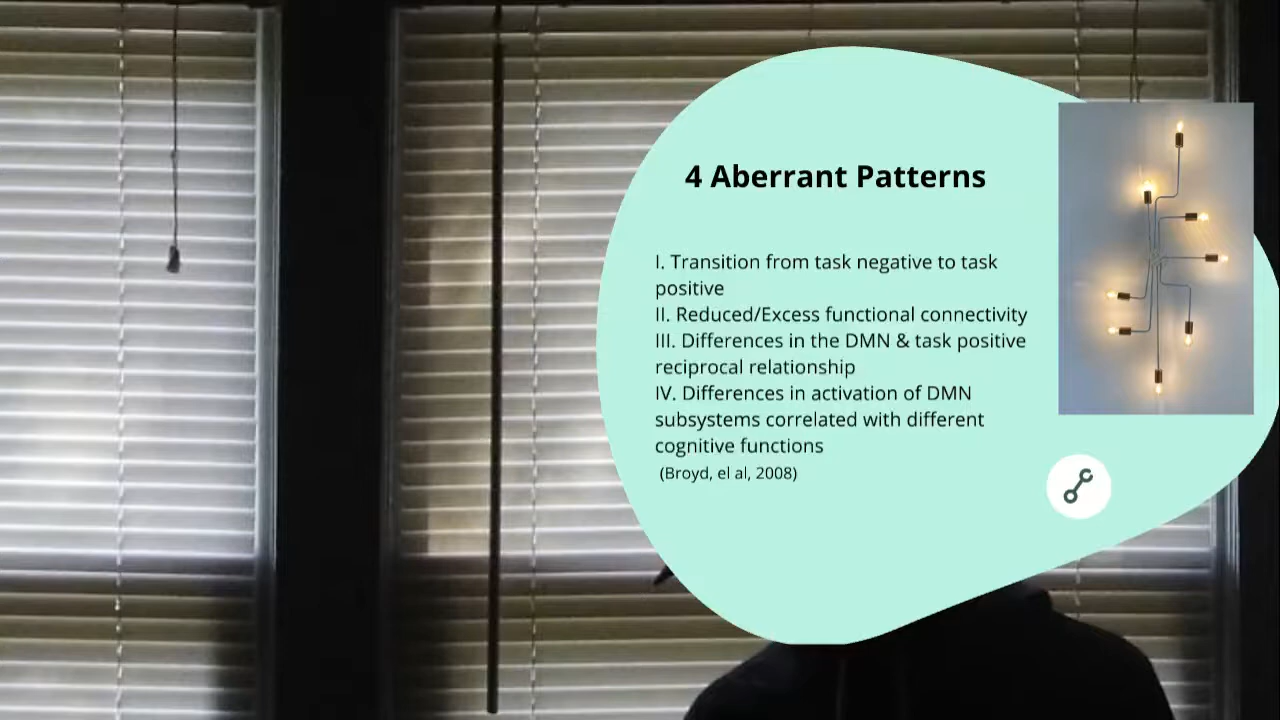 4 Aberrant Patterns
I. Transition from task negative to task
positive
II. Reduced/Excess functional connectivity
III. Differences in the DMN & task positive
reciprocal relationship
IV. Differences in activation of DMN
subsystems correlated with different
cognitive functions
(Broyd, el al, 2008)